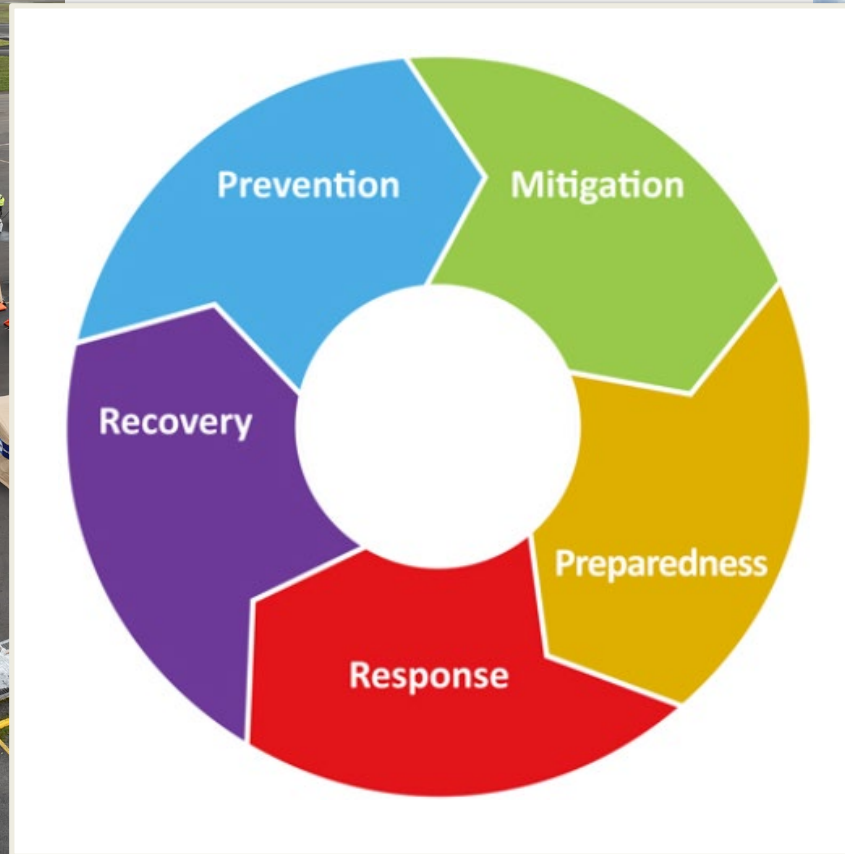 Prevention
Mitigation
Recovery
Preparedness
Response